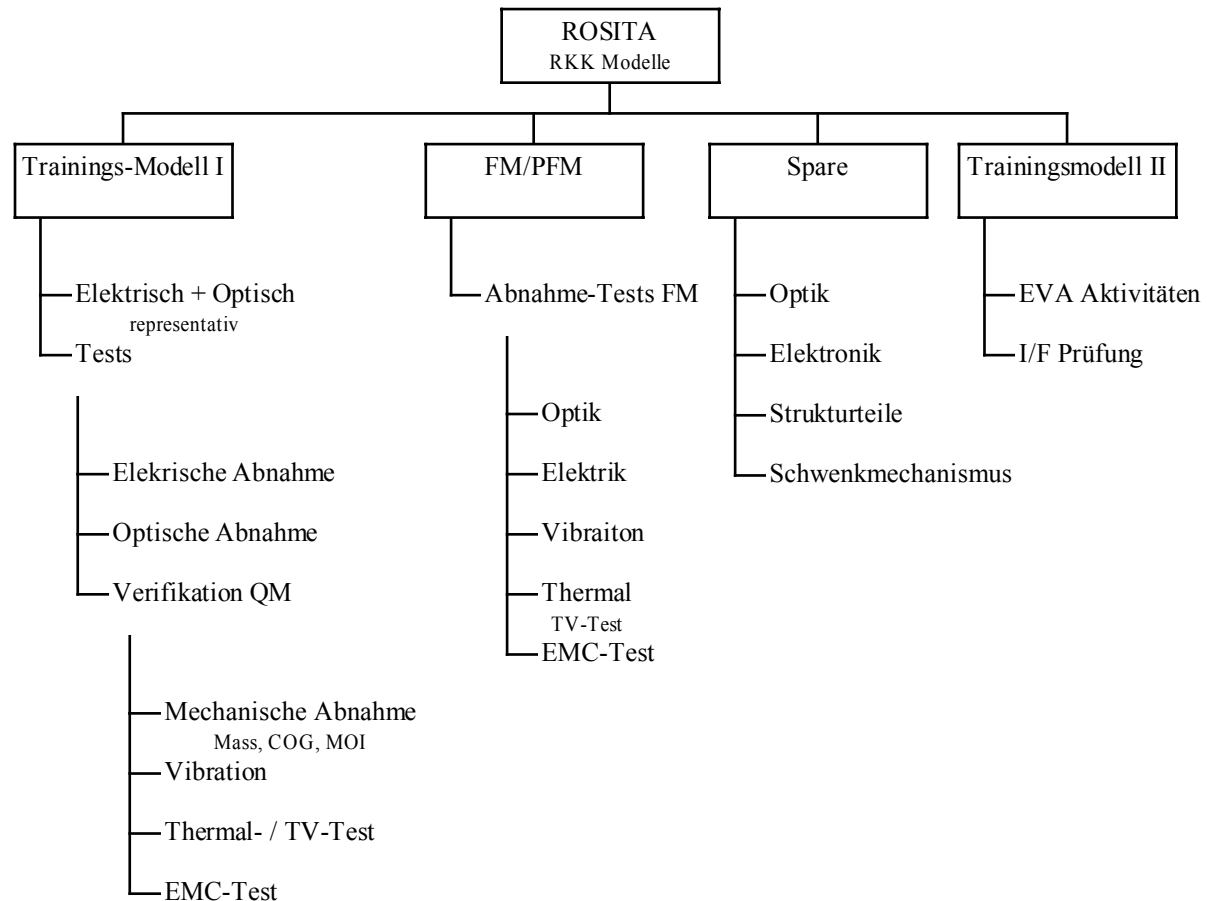 ROSITA
RKK Modelle
Trainings-Modell I
Elektrisch + Optisch
representativ
Tests
Elekrische Abnahme
Optische Abnahme
Verifikation QM
Mechanische Abnahme
Mass, COG, MOI
Vibration
Thermal- / TV-Test
EMC-Test
FM/PFM
Abnahme-Tests FM
Optik
Elektrik
Vibraiton
Thermal
TV-Test
EMC-Test
Spare
Optik
Elektronik
Strukturteile
Schwenkmechanismus
Trainingsmodell II
EVA Aktivitäten
I/F Prüfung